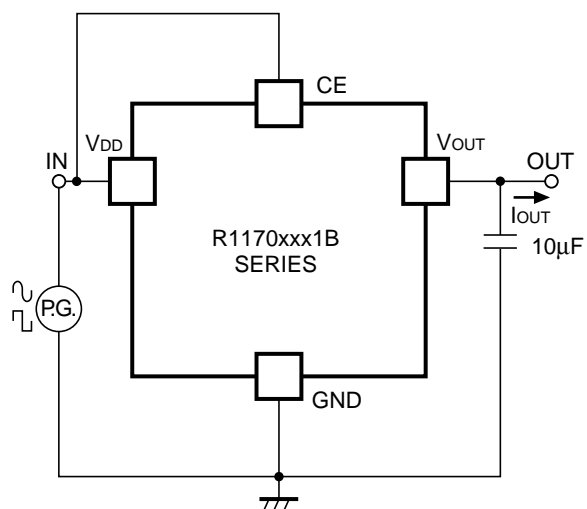 CE
VDD
VOUT
IN
OUT
IOUT
R1170xxx1B
SERIES
10μF
P.G.
GND